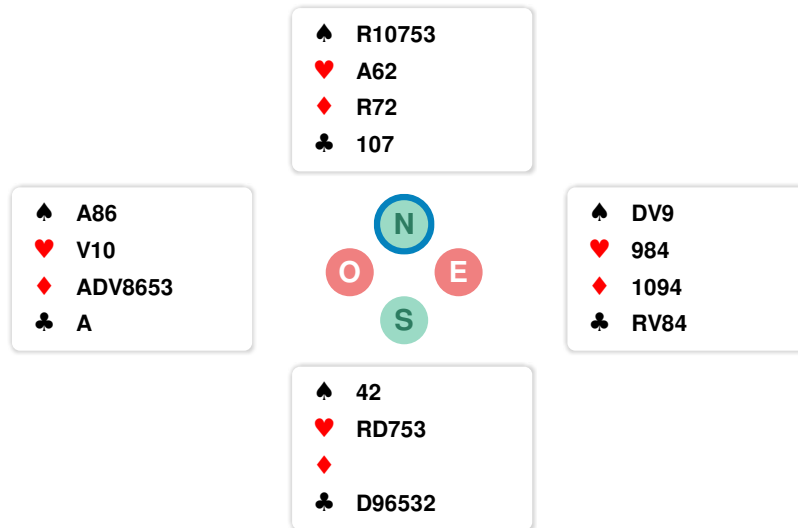 ♠ R10753
♥ A62
♦ R72
♣ 107
♠ A86
♥ V10
♦ ADV8653
♣ A
N
O E
S
♠ DV9
♥ 984
♦ 1094
♣ RV84
♠ 42
♥ RD753
♦
♣ D96532